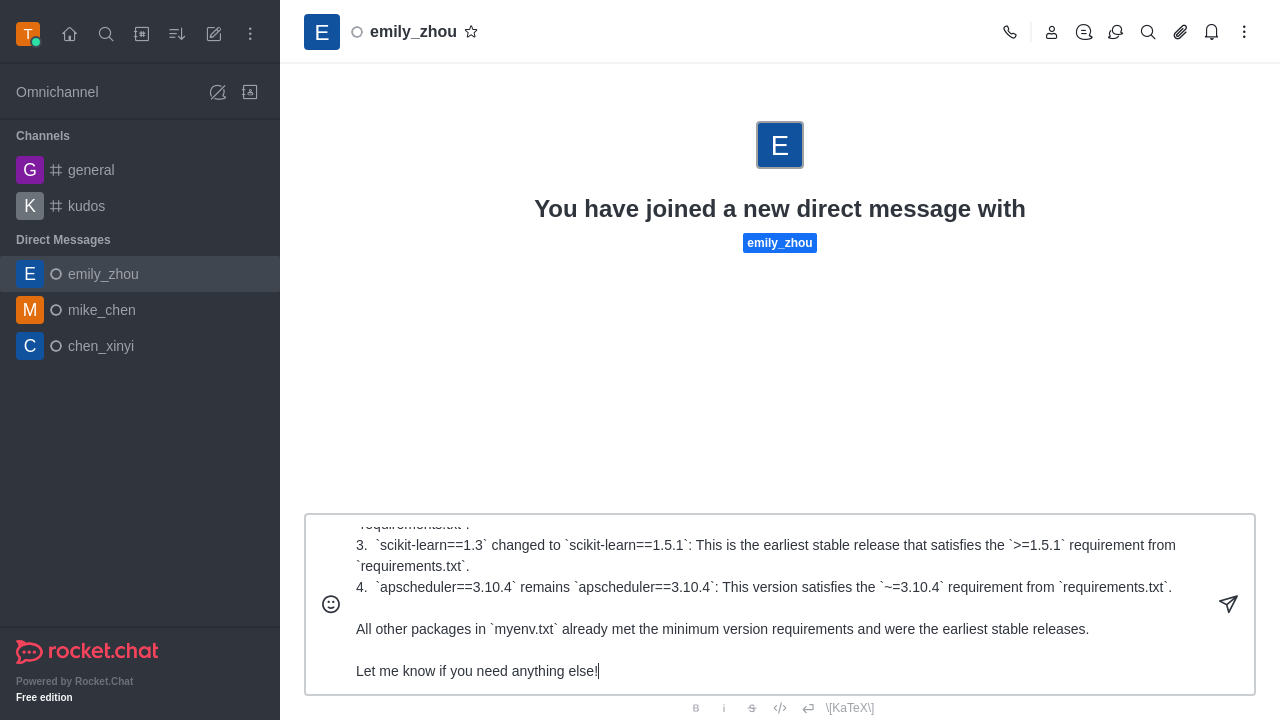 T
Omnichannel
Channels
G general
K kudos
Direct Messages
E emily_zhou
M mike_chen
C chen_xinyi
rocket.chat
Powered by Rocket.Chat
Free edition
E emily_zhou
E
You have joined a new direct message with
emily_zhou
`requirements.txt`.
3. `scikit-learn==1.3` changed to `scikit-learn==1.5.1`: This is the earliest stable release that satisfies the `>=1.5.1` requirement from
`requirements.txt`.
4. `apscheduler==3.10.4` remains `apscheduler==3.10.4`: This version satisfies the `~=3.10.4` requirement from `requirements.txt`.
All other packages in `myenv.txt` already met the minimum version requirements and were the earliest stable releases.
Let me know if you need anything else!
B i S \[KaTeX\]